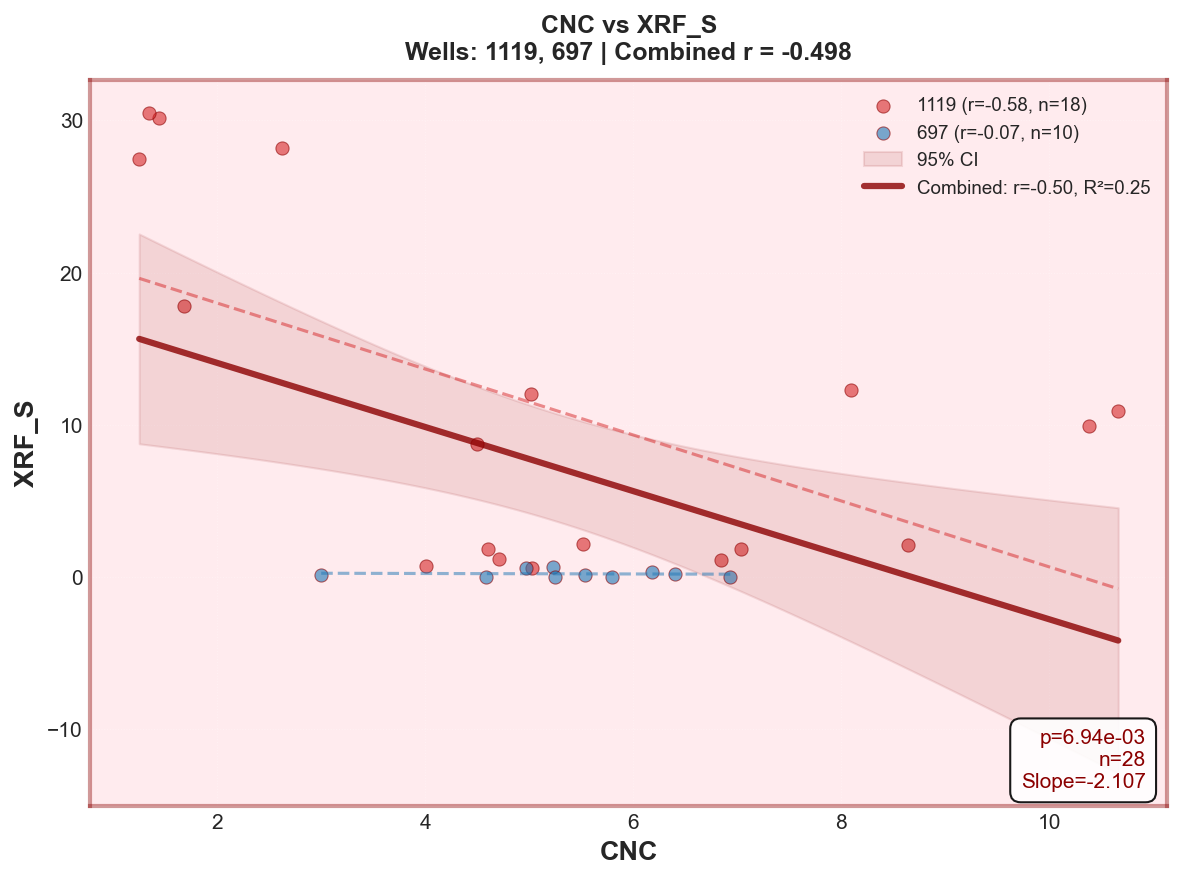 CNC vs XRF_S
Wells: 1119, 697 | Combined r = -0.498
1119 (r=-0.58, n=18)
697 (r=-0.07, n=10)
95% CI
Combined: r=-0.50, R²=0.25
30
20
10
0
−10
XRF_S
p=6.94e-03
n=28
Slope=-2.107
2
4
6
8
10
CNC